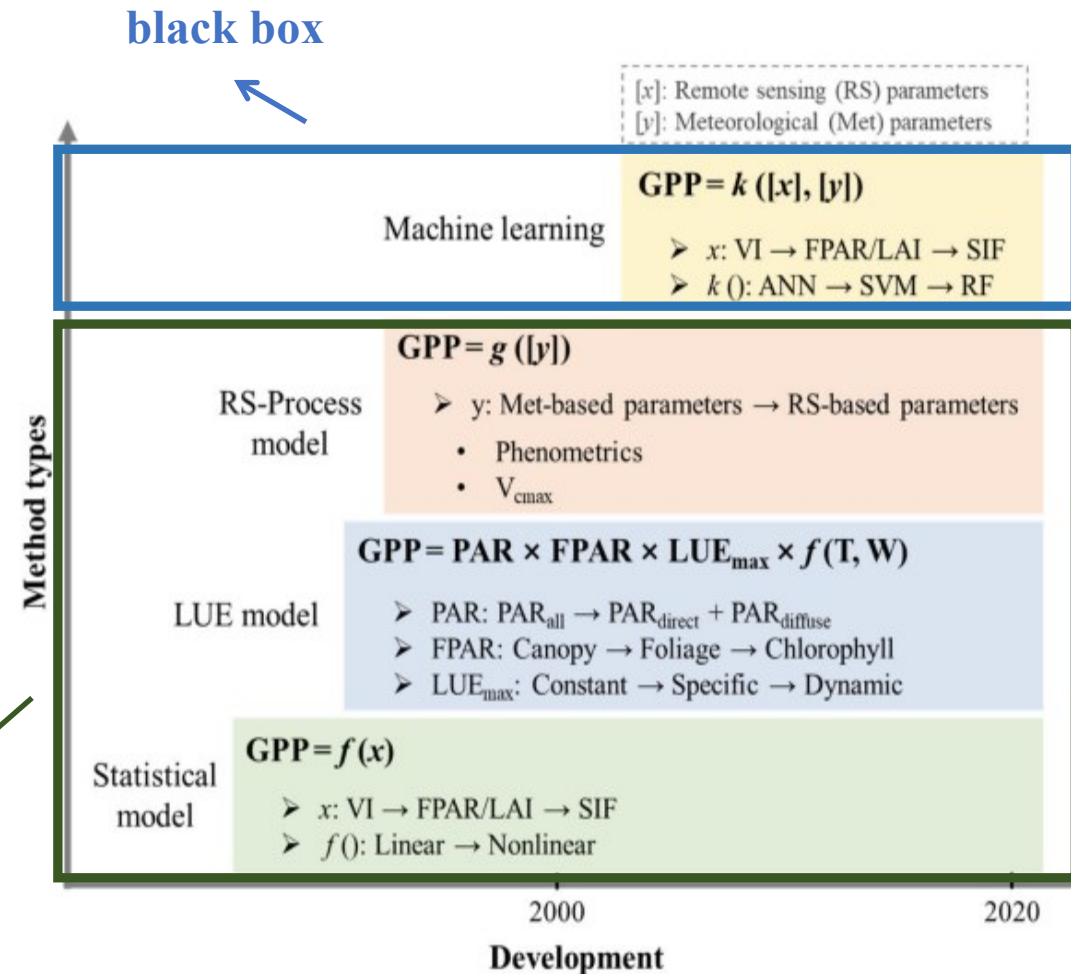 black box
[x]: Remote sensing (RS) parameters
[y]: Meteorological (Met) parameters
Machine learning
GPP = k ([x], [y])
➤ x: VI → FPAR/LAI → SIF
➤ k (): ANN → SVM → RF
RS-Process
model
GPP = g ([y])
➤ y: Met-based parameters → RS-based parameters
• Phenometrics
• Vcmax
LUE model
GPP = PAR × FPAR × LUEmax × f (T, W)
➤ PAR: PARall → PARdirect + PARdiffuse
➤ FPAR: Canopy → Foliage → Chlorophyll
➤ LUEmax: Constant → Specific → Dynamic
Statistical
model
GPP = f (x)
➤ x: VI → FPAR/LAI → SIF
➤ f (): Linear → Nonlinear
Method types
2000
2020
Development